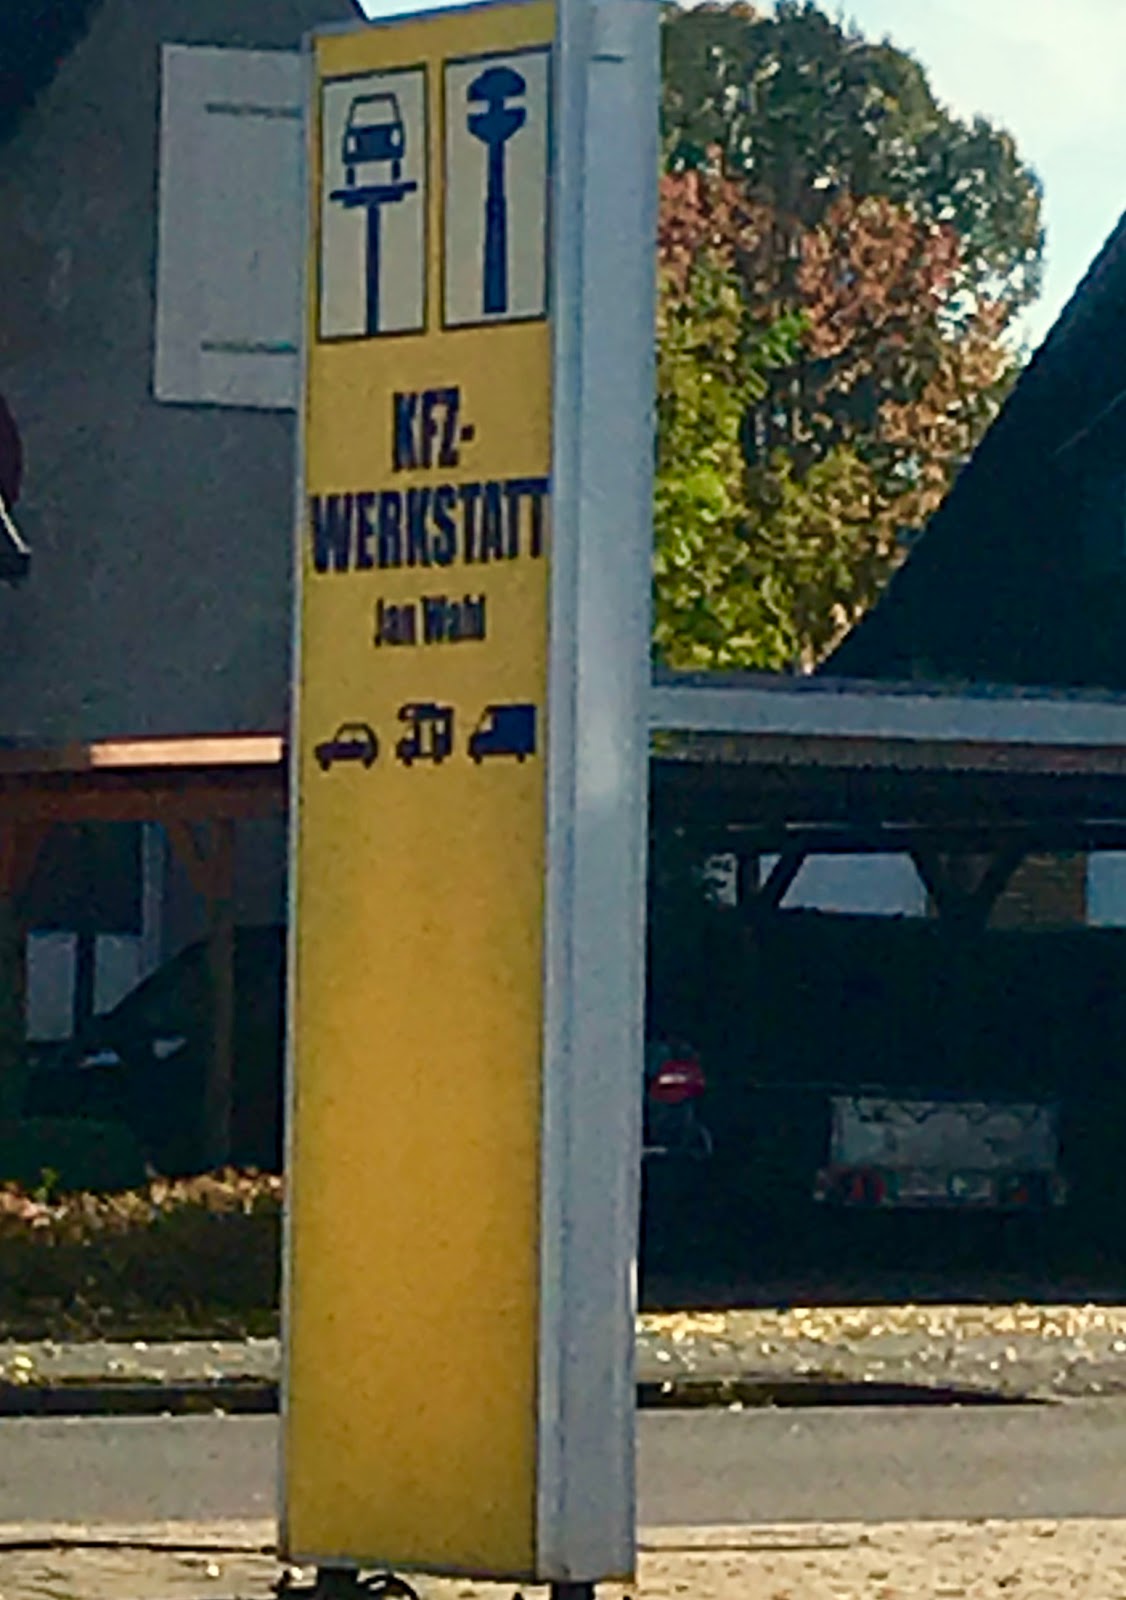 KFZ-
WERKSTATT
Jan Wahl